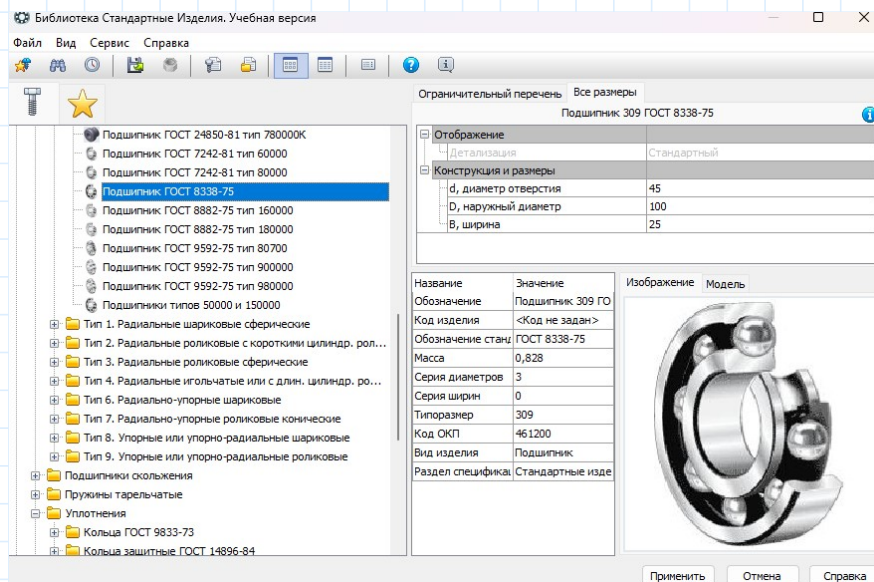 Библиотека Стандартные Изделия. Учебная версия
Файл Вид Сервис Справка
Подшипник ГОСТ 24850-81 тип 780000К
Подшипник ГОСТ 7242-81 тип 60000
Подшипник ГОСТ 7242-81 тип 80000
Подшипник ГОСТ 8338-75
Подшипник ГОСТ 8882-75 тип 160000
Подшипник ГОСТ 8882-75 тип 180000
Подшипник ГОСТ 9592-75 тип 80700
Подшипник ГОСТ 9592-75 тип 900000
Подшипник ГОСТ 9592-75 тип 980000
Подшипники типов 50000 и 150000
Тип 1. Радиальные шариковые сферические
Тип 2. Радиальные роликовые с короткими цилиндр. рол...
Тип 3. Радиальные роликовые сферические
Тип 4. Радиальные игольчатые или с длин. цилиндр. ро...
Тип 6. Радиально-упорные шариковые
Тип 7. Радиально-упорные роликовые конические
Тип 8. Упорные или упорно-радиальные шариковые
Тип 9. Упорные или упорно-радиальные роликовые
Подшипники скольжения
Пружины тарельчатые
Уплотнения
Кольца ГОСТ 9833-73
Кольца защитные ГОСТ 14896-84
Ограничительный перечень Все размеры
Подшипник 309 ГОСТ 8338-75
Отображение
Детализация Стандартный
Конструкция и размеры
d, диаметр отверстия 45
D, наружный диаметр 100
B, ширина 25
Название Значение
Обозначение Подшипник 309 ГО
Код изделия <Код не задан>
Обозначение станд ГОСТ 8338-75
Масса 0,828
Серия диаметров 3
Серия ширин 0
Типоразмер 309
Код ОКП 461200
Вид изделия Подшипник
Раздел спецификац Стандартные изде
Изображение Модель
Применить Отмена Справка